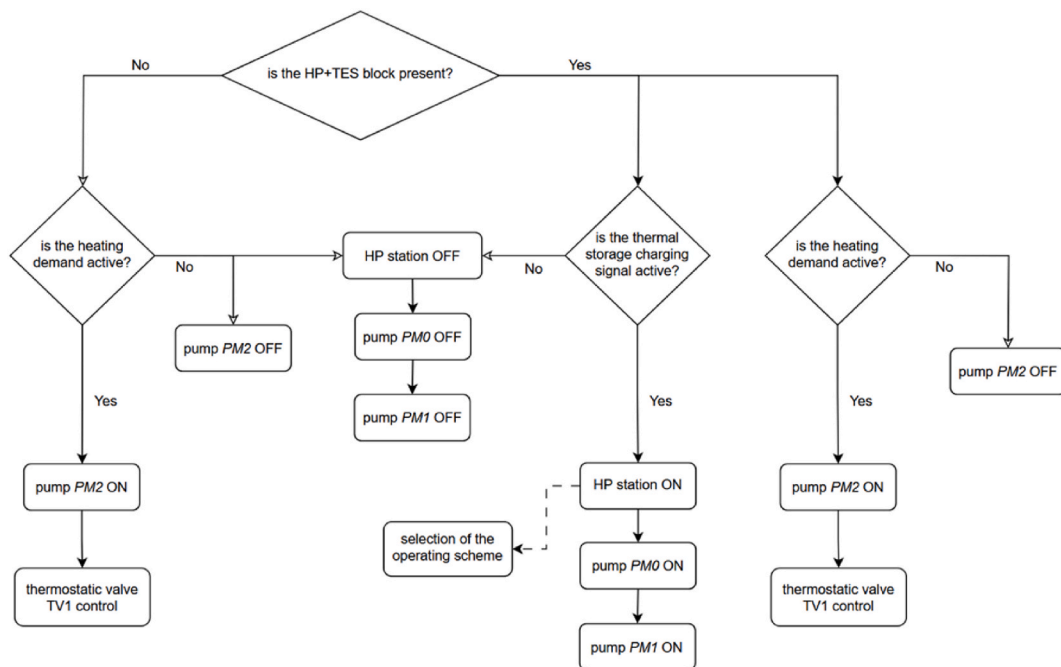 No
is the HP+TES block present?
Yes
is the heating
demand active?
No
HP station OFF
No
is the thermal
storage charging
signal active?
is the heating
demand active?
No
pump PM2 OFF
pump PM0 OFF
pump PM2 OFF
Yes
pump PM1 OFF
Yes
Yes
pump PM2 ON
HP station ON
pump PM2 ON
selection of the
operating scheme
pump PM0 ON
thermostatic valve
TV1 control
thermostatic valve
TV1 control
pump PM1 ON